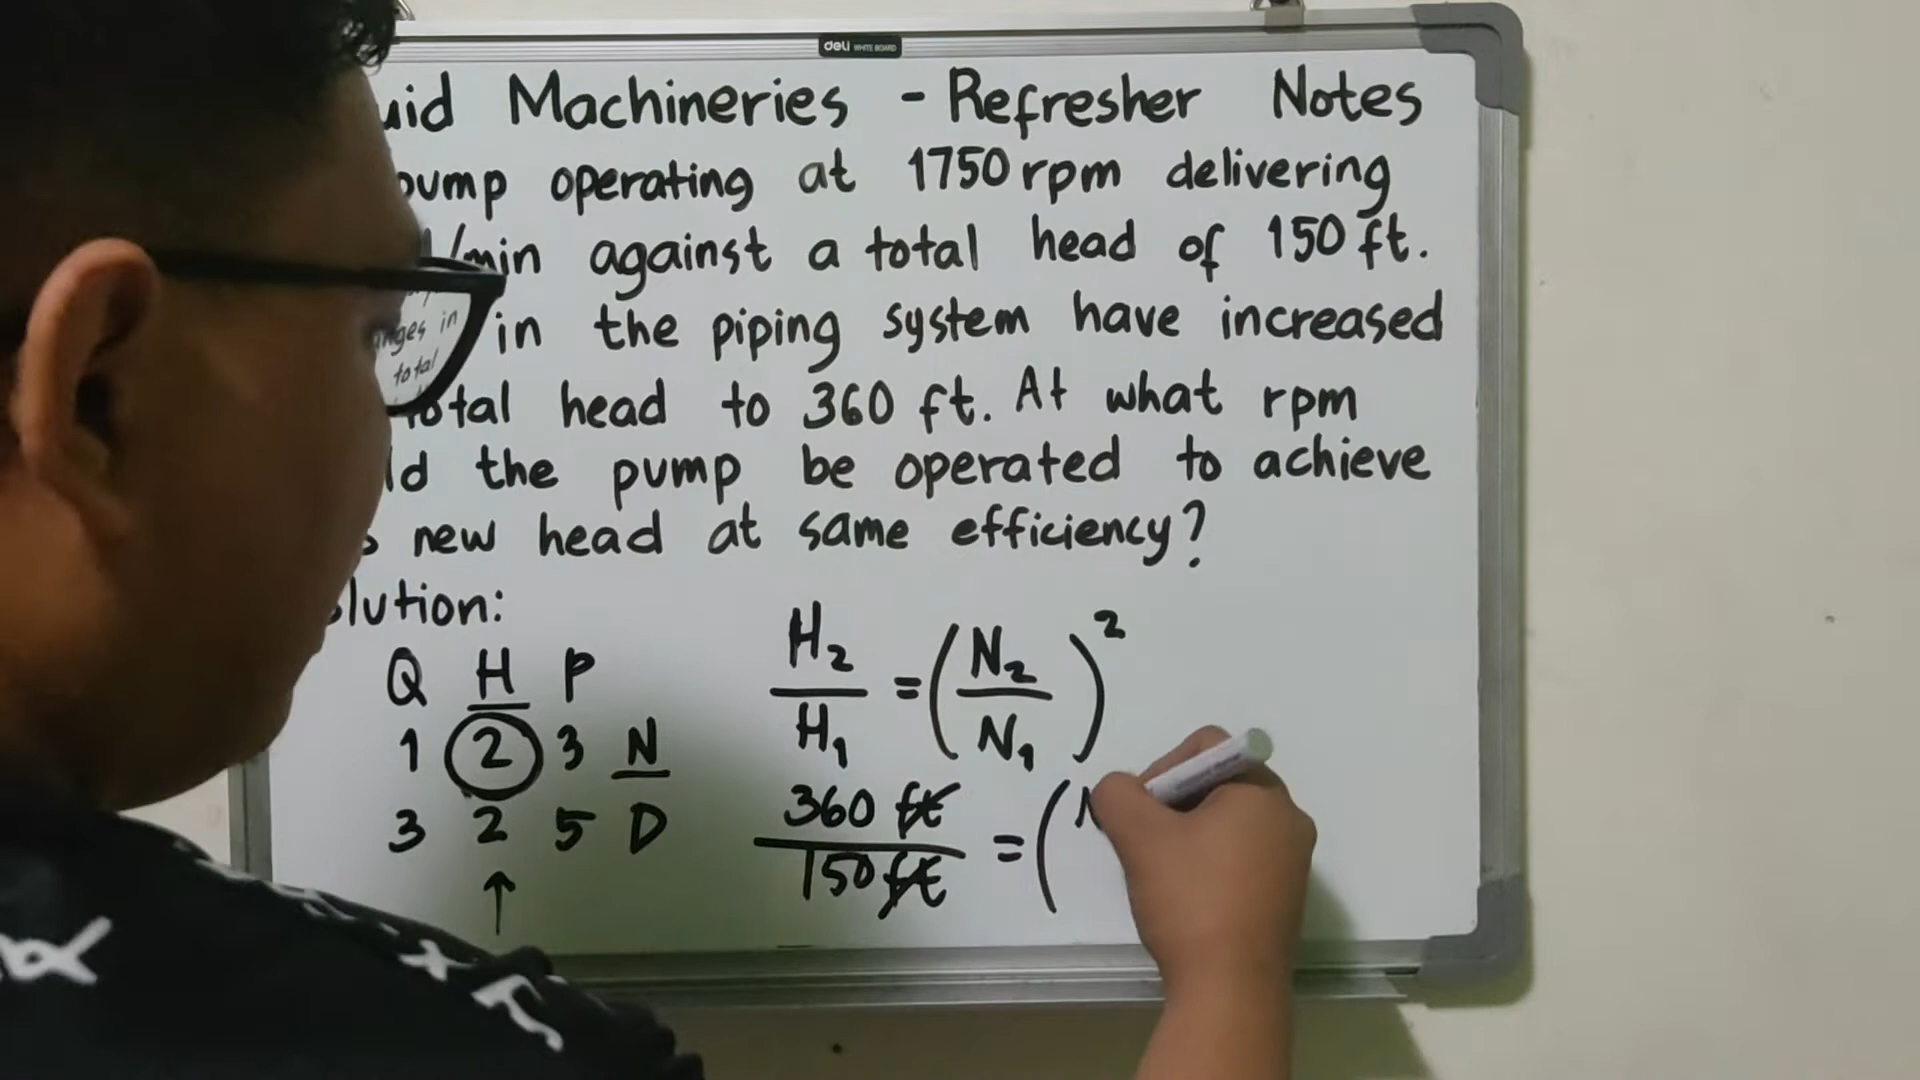 deli WHITE BOARD
uid Machineries - Refresher Notes
pump operating at 1750 rpm delivering
/min against a total head of 150 ft.
in the piping system have increased
total head to 360 ft. At what rpm
ld the pump be operated to achieve
new head at same efficiency?
lution:
Q H P
1 2 3 N
3 2 5 D
↑
H₂/H₁ = (N₂/N₁)²
360 ft/150 ft = (N
nges in
total